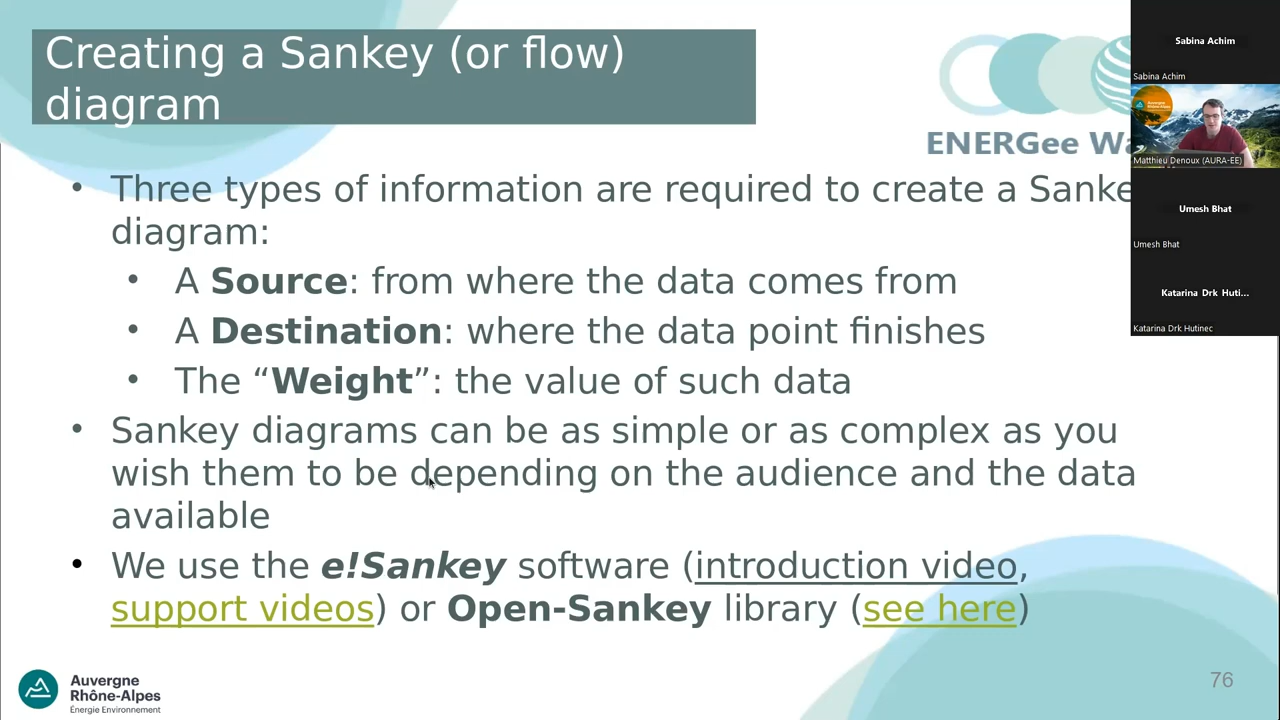 Creating a Sankey (or flow)
diagram
ENERGee Wa
Sabina Achim
Sabina Achim
Auvergne
Rhône-Alpes
Matthieu Denoux (AURA-EE)
Umesh Bhat
Umesh Bhat
Katarina Drk Huti...
Katarina Drk Hutinec
• Three types of information are required to create a Sanke
diagram:
• A Source: from where the data comes from
• A Destination: where the data point finishes
• The “Weight”: the value of such data
• Sankey diagrams can be as simple or as complex as you
wish them to be depending on the audience and the data
available
• We use the e!Sankey software (introduction video,
support videos) or Open-Sankey library (see here)
Auvergne
Rhône-Alpes
Énergie Environnement
76